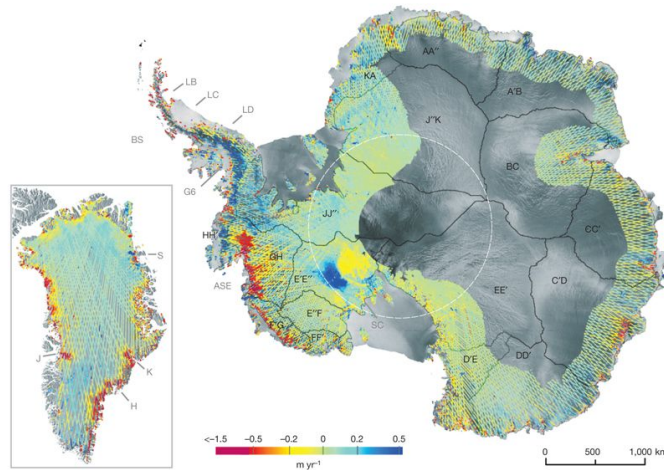 AA''
LB
LC
KA
A'B
LD
BS
J''K
BC
G6
JJ''
CC'
HH'
GH
S
ASE
E'E''
EE'
C'D
E''F
SC
G
FF'
J
D'E
DD'
K
H
<−1.5 −0.5 −0.2 0 0.2 0.5
m yr⁻¹
0 500 1,000 km